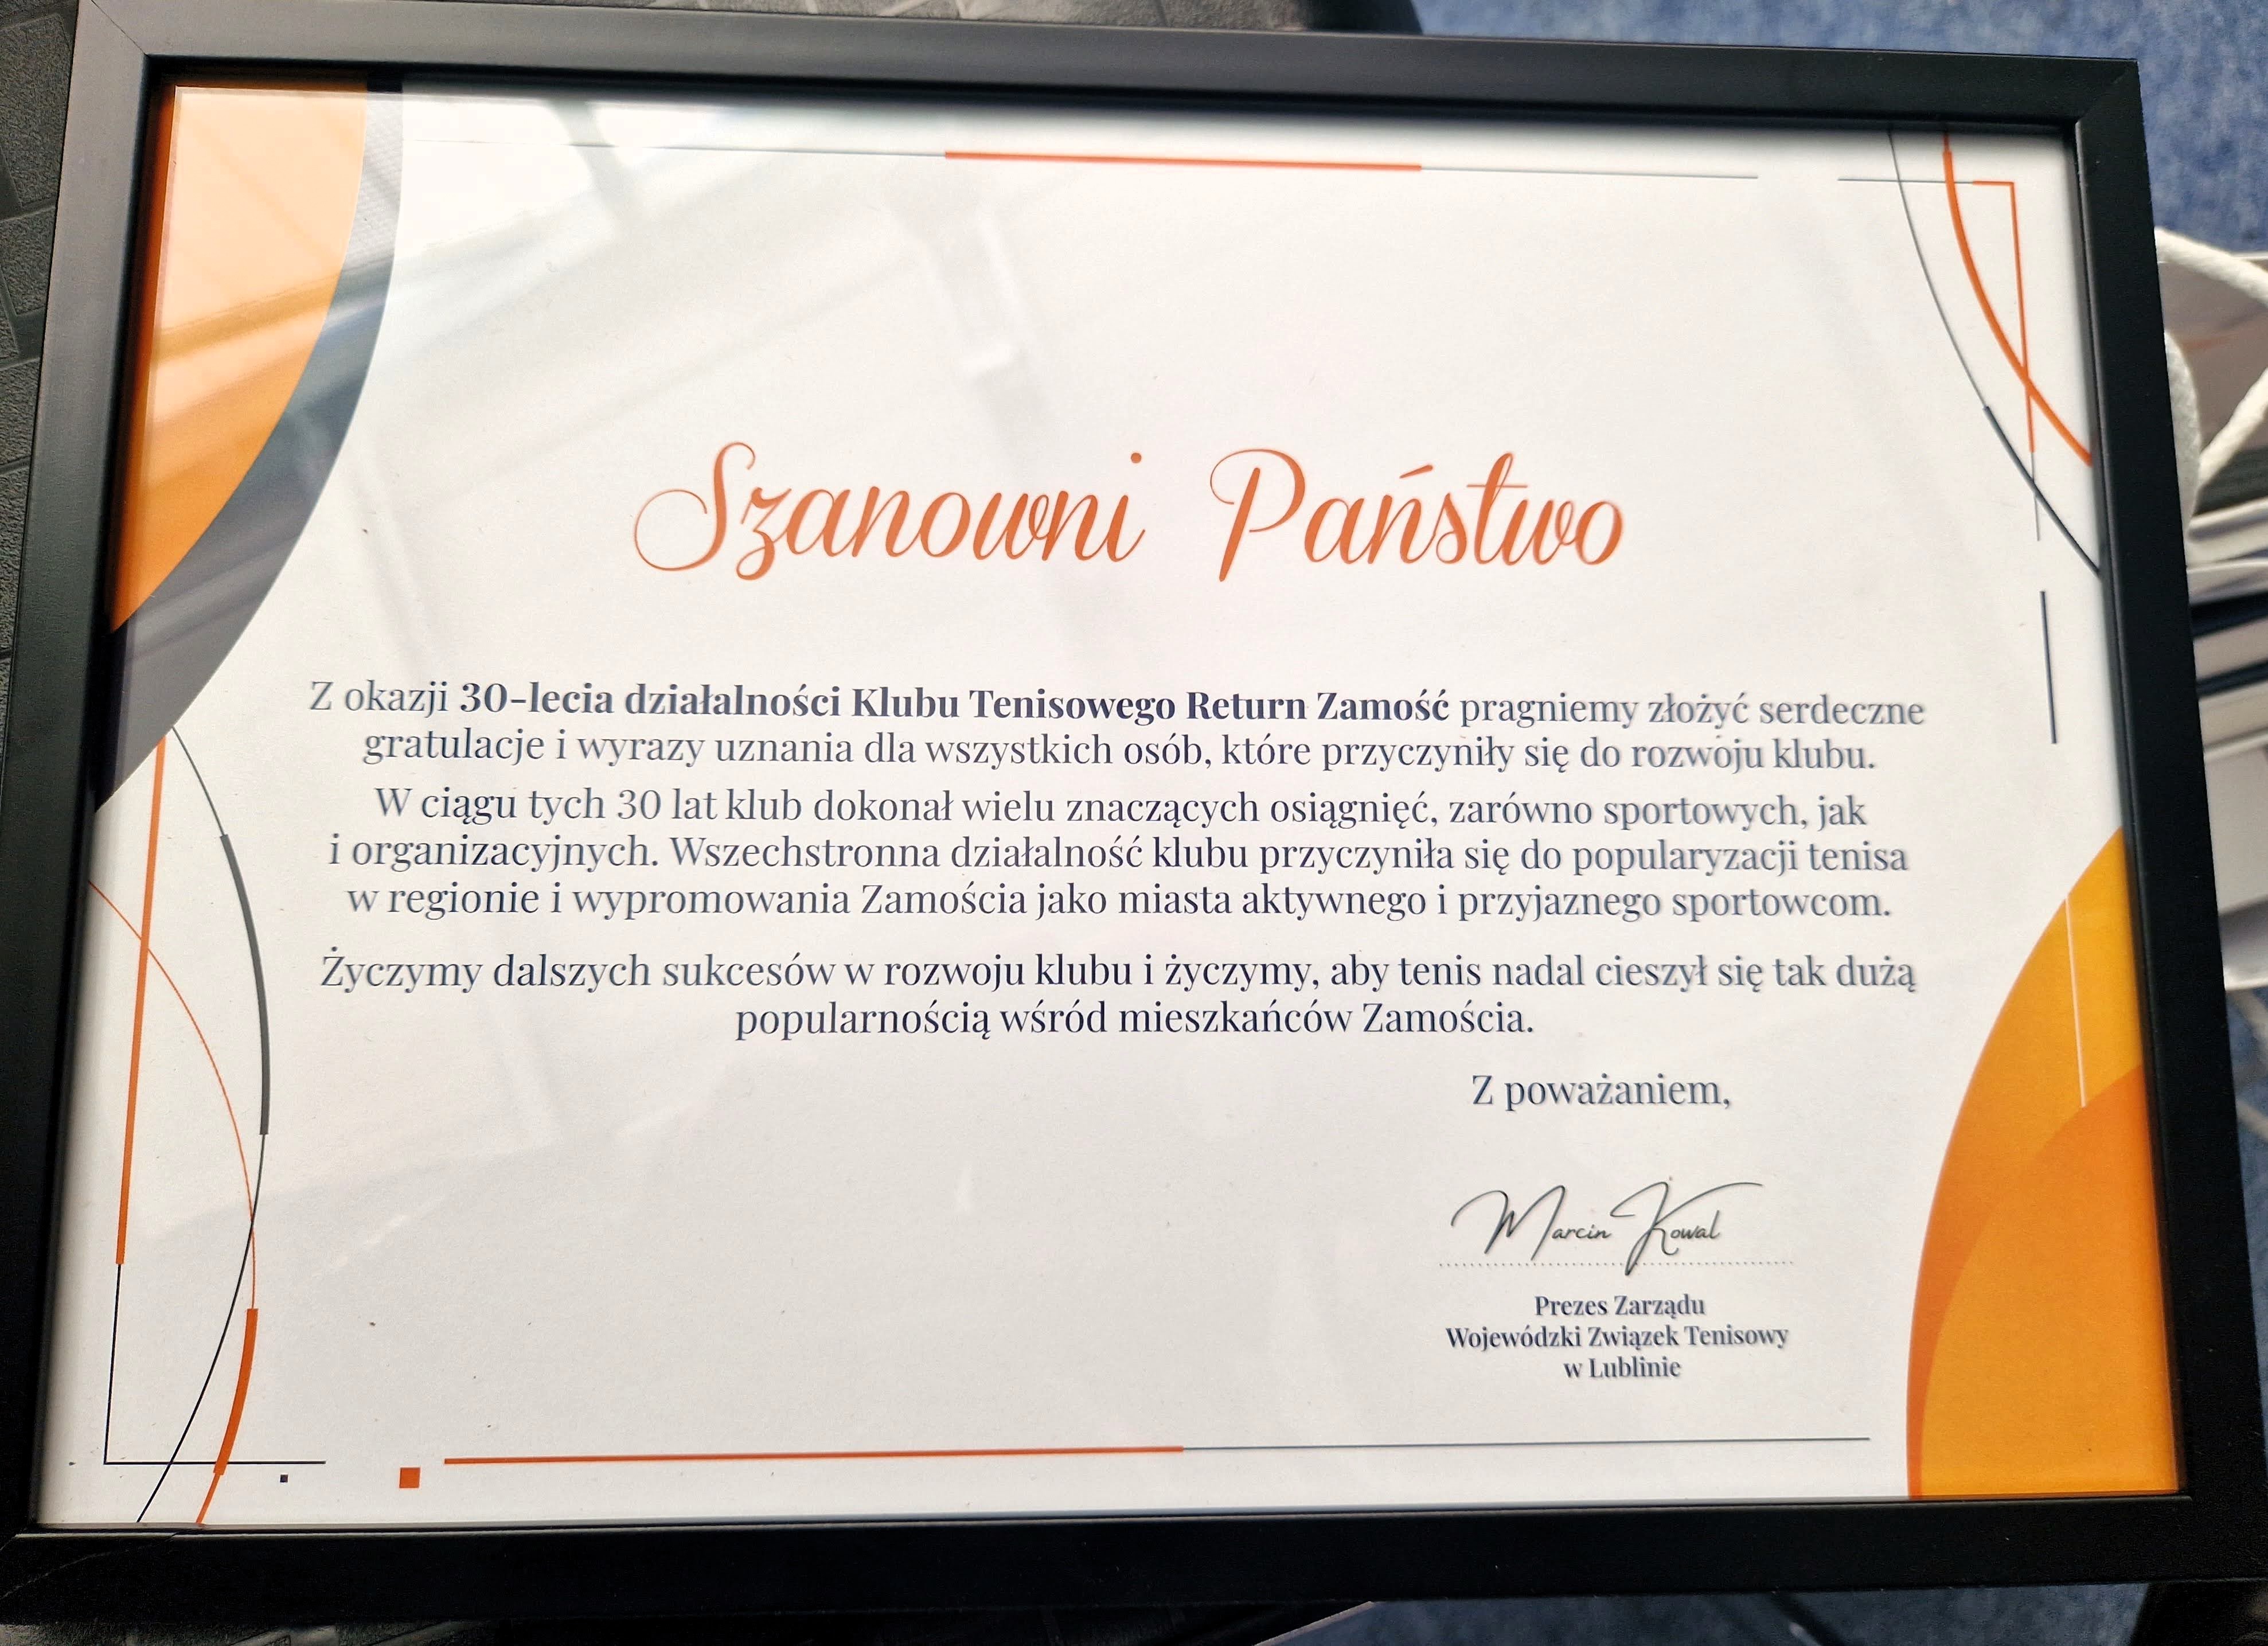 Szanowni Państwo
Z okazji 30-lecia działalności Klubu Tenisowego Return Zamość pragniemy złożyć serdeczne
gratulacje i wyrazy uznania dla wszystkich osób, które przyczyniły się do rozwoju klubu.
W ciągu tych 30 lat klub dokonał wielu znaczących osiągnięć, zarówno sportowych, jak
i organizacyjnych. Wszechstronna działalność klubu przyczyniła się do popularyzacji tenisa
w regionie i wypromowania Zamościa jako miasta aktywnego i przyjaznego sportowcom.
Życzymy dalszych sukcesów w rozwoju klubu i życzymy, aby tenis nadal cieszył się tak dużą
popularnością wśród mieszkańców Zamościa.
Z poważaniem,
Marcin Kowal
Prezes Zarządu
Wojewódzki Związek Tenisowy
w Lublinie